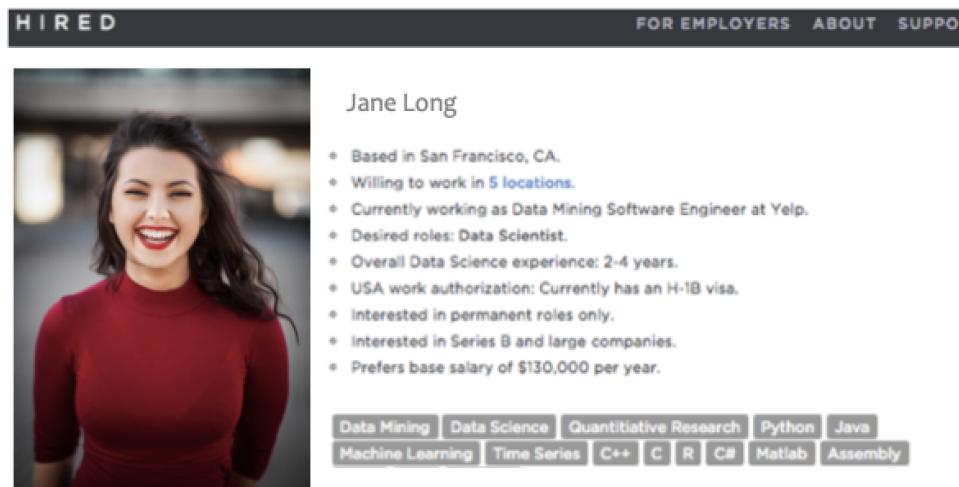 HIRED
FOR EMPLOYERS ABOUT SUPPO
Jane Long
Based in San Francisco, CA.
Willing to work in 5 locations.
Currently working as Data Mining Software Engineer at Yelp.
Desired roles: Data Scientist.
Overall Data Science experience: 2-4 years.
USA work authorization: Currently has an H-1B visa.
Interested in permanent roles only.
Interested in Series B and large companies.
Prefers base salary of $130,000 per year.
Data Mining Data Science Quantitiative Research Python Java
Machine Learning Time Series C++ C R C# Matlab Assembly